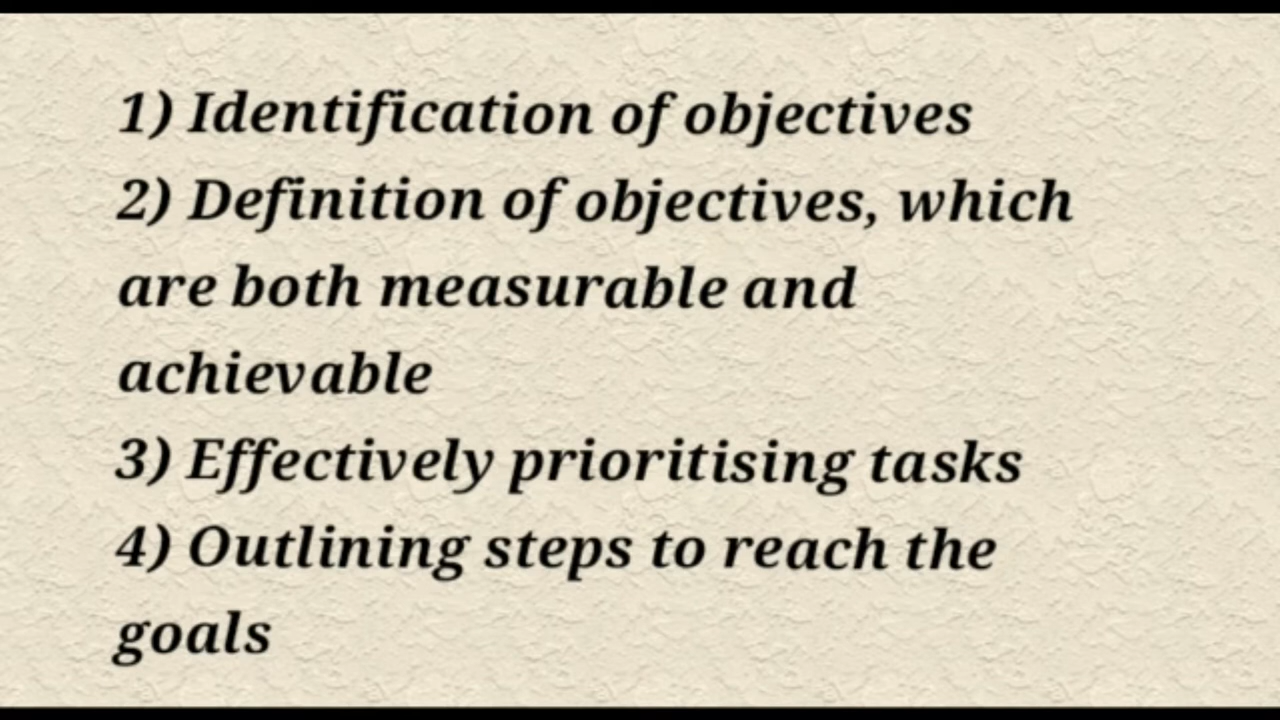 1) Identification of objectives
2) Definition of objectives, which
are both measurable and
achievable
3) Effectively prioritising tasks
4) Outlining steps to reach the
goals